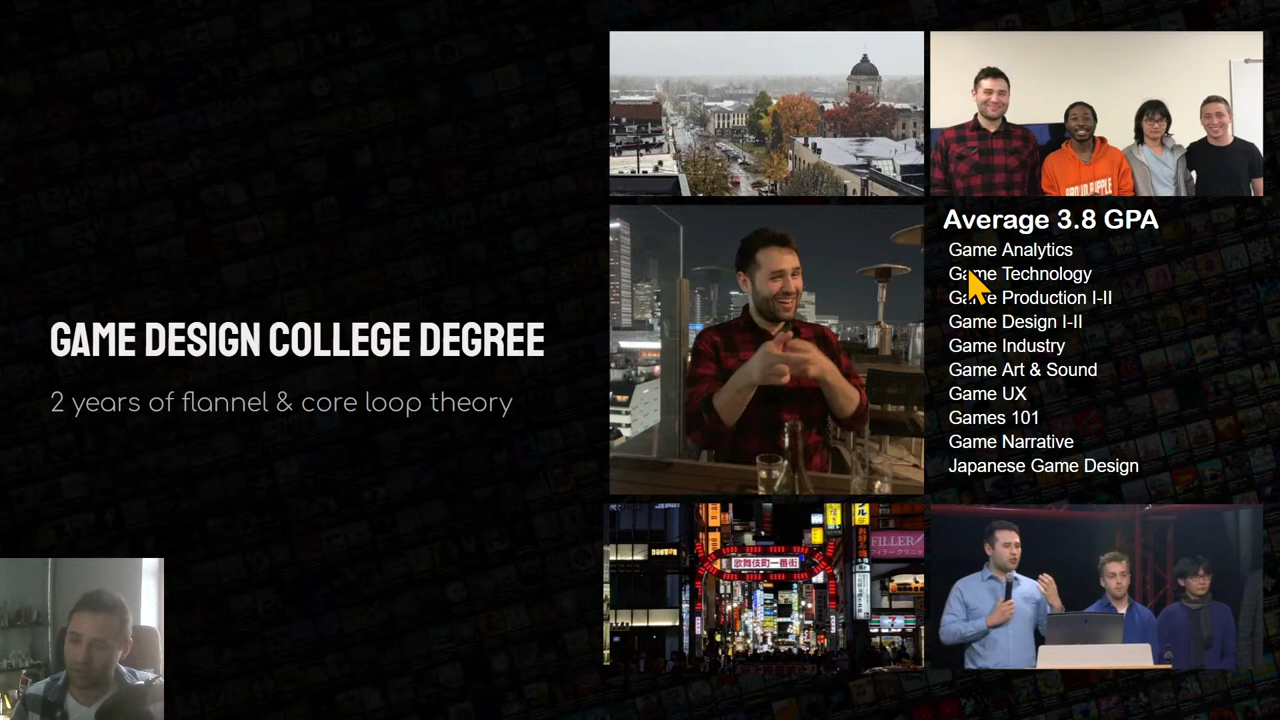 GAME DESIGN COLLEGE DEGREE
2 years of flannel & core loop theory
Average 3.8 GPA
Game Analytics
Game Technology
Game Production I-II
Game Design I-II
Game Industry
Game Art & Sound
Game UX
Games 101
Game Narrative
Japanese Game Design
歌舞伎町一番街
FILLER